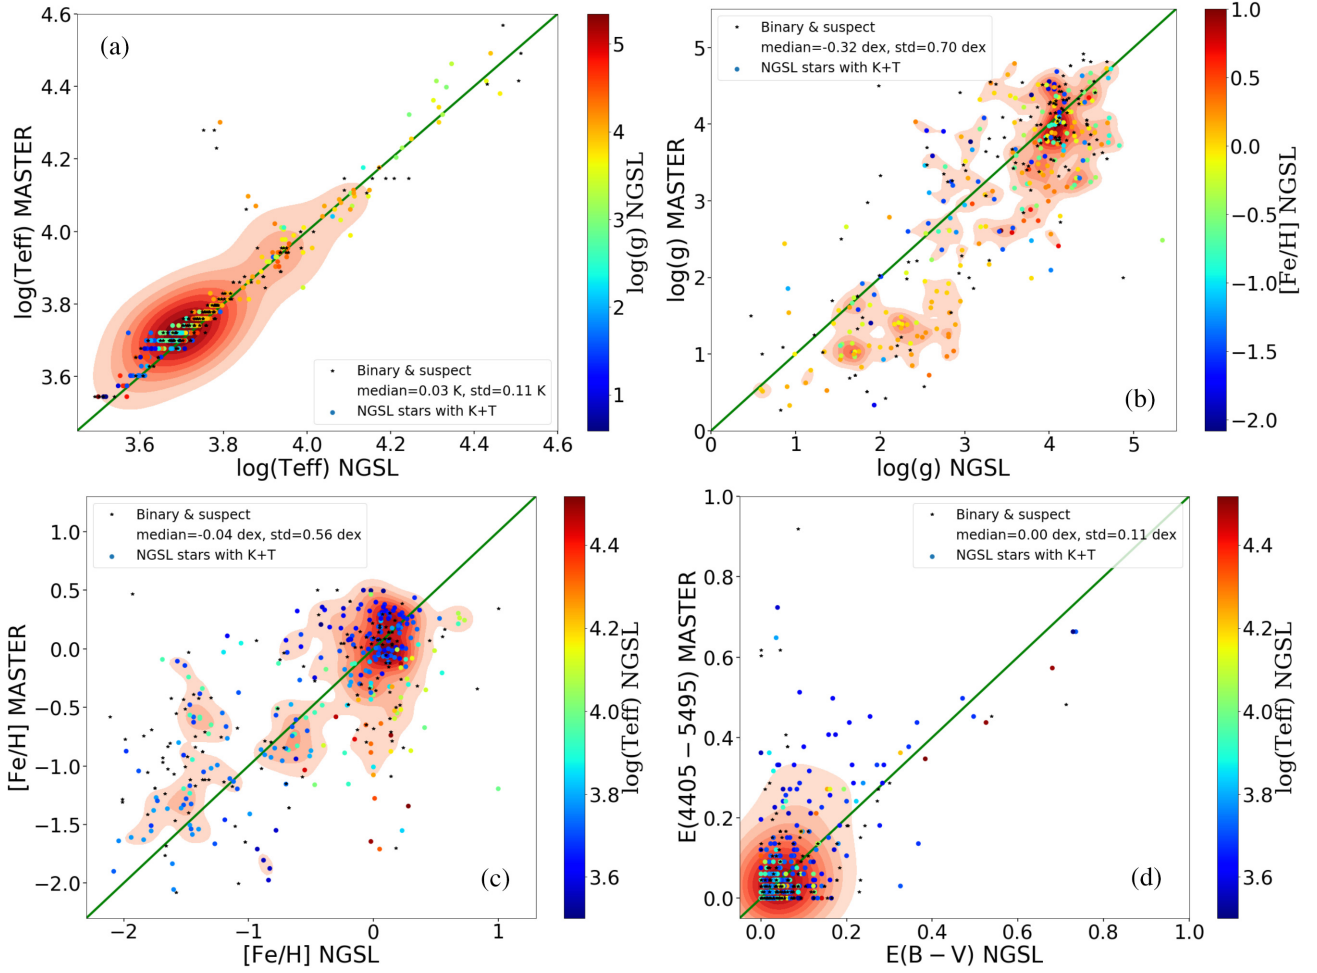 (a)
log(Teff) MASTER
4.6
4.4
4.2
4.0
3.8
3.6
Binary & suspect
median=0.03 K, std=0.11 K
NGSL stars with K+T
3.6 3.8 4.0 4.2 4.4 4.6
log(Teff) NGSL
5
4
3
2
1
log(g) NGSL
(b)
log(g) MASTER
5
4
3
2
1
0
Binary & suspect
median=-0.32 dex, std=0.70 dex
NGSL stars with K+T
0 1 2 3 4 5
log(g) NGSL
1.0
0.5
0.0
−0.5
−1.0
−1.5
−2.0
[Fe/H] NGSL
(c)
[Fe/H] MASTER
1.0
0.5
0.0
−0.5
−1.0
−1.5
−2.0
Binary & suspect
median=-0.04 dex, std=0.56 dex
NGSL stars with K+T
−2 −1 0 1
[Fe/H] NGSL
4.4
4.2
4.0
3.8
3.6
log(Teff) NGSL
(d)
E(4405 − 5495) MASTER
1.0
0.8
0.6
0.4
0.2
0.0
Binary & suspect
median=0.00 dex, std=0.11 dex
NGSL stars with K+T
0.0 0.2 0.4 0.6 0.8 1.0
E(B − V) NGSL
4.4
4.2
4.0
3.8
3.6
log(Teff) NGSL